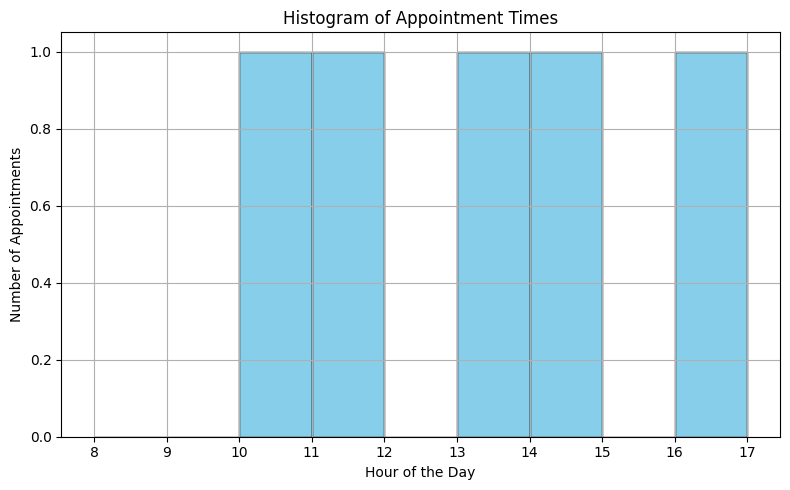 Histogram of Appointment Times
Number of Appointments
1.0
0.8
0.6
0.4
0.2
0.0
8 9 10 11 12 13 14 15 16 17
Hour of the Day